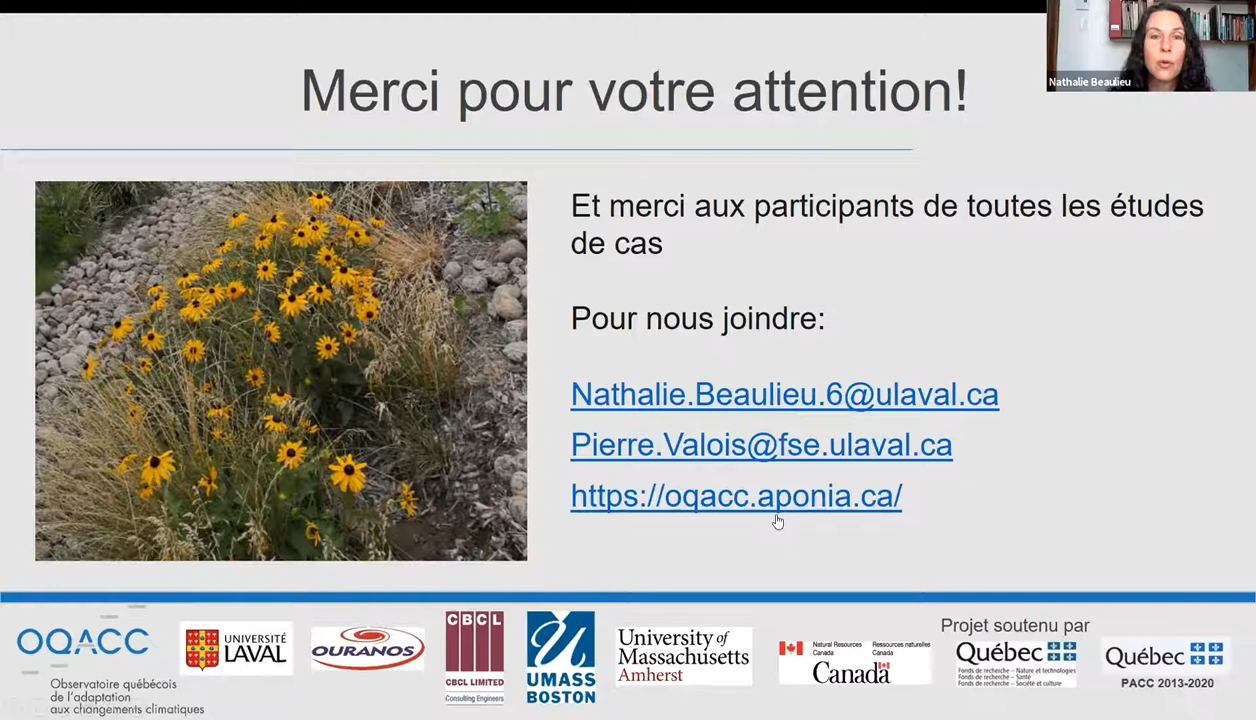 Merci pour votre attention!
Nathalie Beaulieu
Et merci aux participants de toutes les études
de cas
Pour nous joindre:
Nathalie.Beaulieu.6@ulaval.ca
Pierre.Valois@fse.ulaval.ca
https://oqacc.aponia.ca/
OQACC
Observatoire québécois
de l'adaptation
aux changements climatiques
UNIVERSITÉ
LAVAL
OURANOS
CBCL
CBCL LIMITED
Consulting Engineers
UMASS
BOSTON
University of
Massachusetts
Amherst
Natural Resources
Canada
Ressources naturelles
Canada
Canada
Projet soutenu par
Québec
Fonds de recherche – Nature et technologies
Fonds de recherche – Santé
Fonds de recherche – Société et culture
Québec
PACC 2013-2020